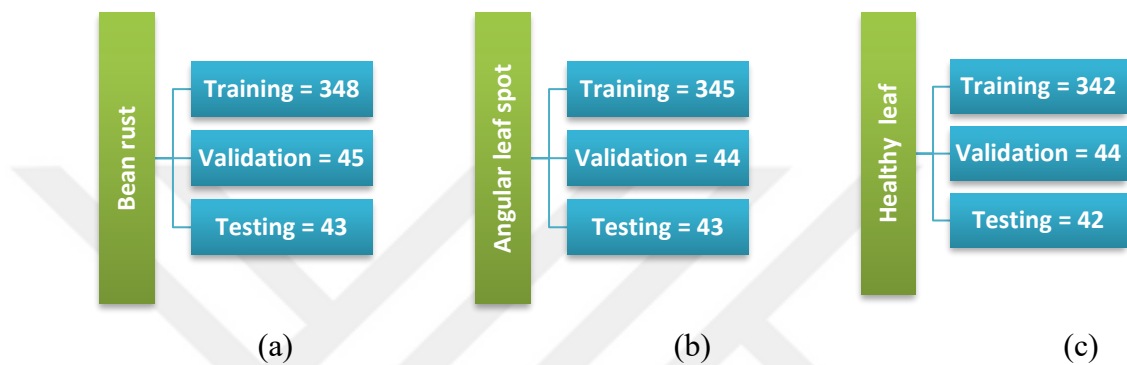 Bean rust
Training = 348
Validation = 45
Testing = 43
(a)
Angular leaf spot
Training = 345
Validation = 44
Testing = 43
(b)
Healthy leaf
Training = 342
Validation = 44
Testing = 42
(c)